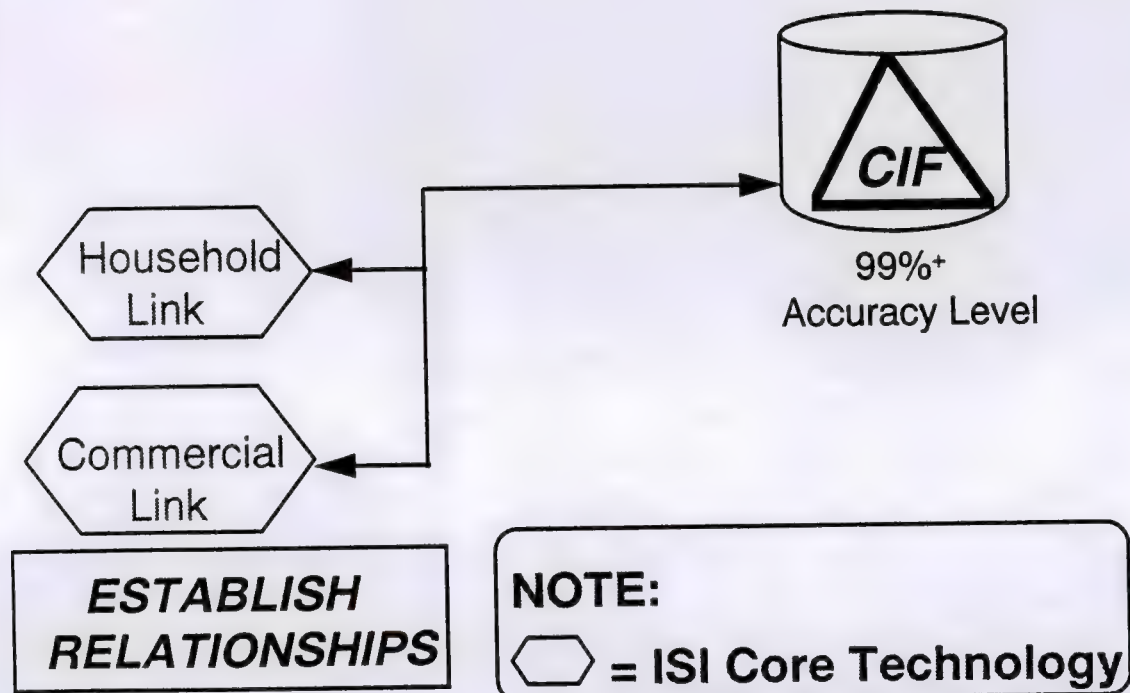 CIF
99%+
Accuracy Level
Household
Link
Commercial
Link
ESTABLISH
RELATIONSHIPS
NOTE:
= ISI Core Technology